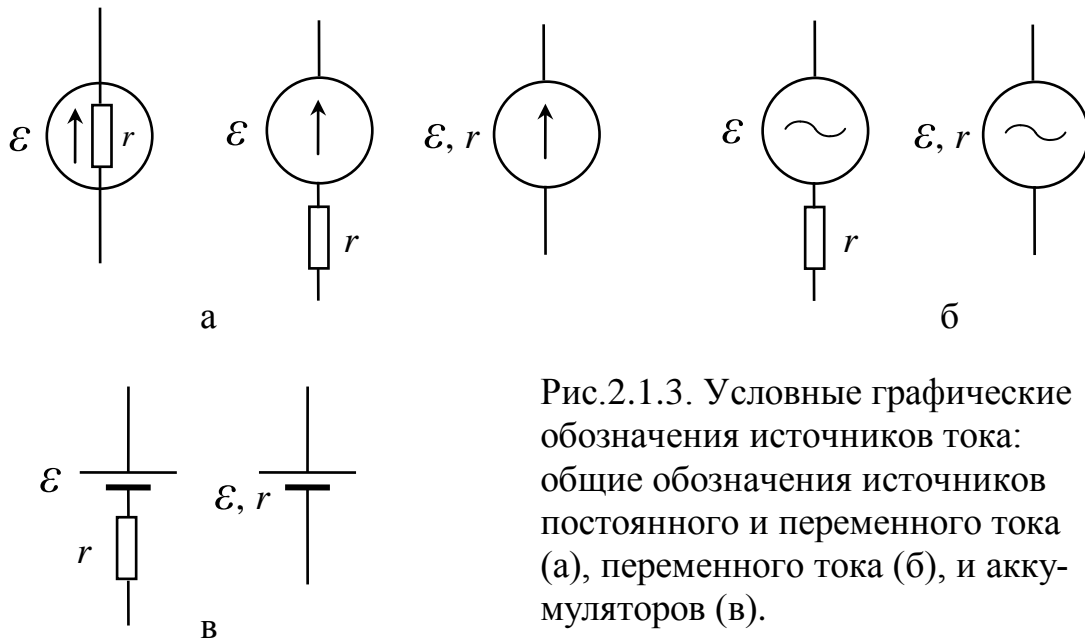 ε r
ε r
ε, r
ε r
ε, r
а
б
ε r
ε, r
в
Рис.2.1.3. Условные графические
обозначения источников тока:
общие обозначения источников
постоянного и переменного тока
(а), переменного тока (б), и акку-
муляторов (в).